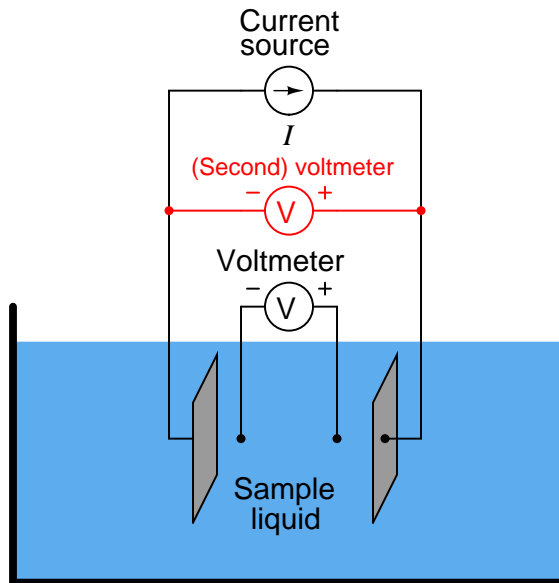 Current
source
I
(Second) voltmeter
− V +
Voltmeter
− V +
Sample
liquid